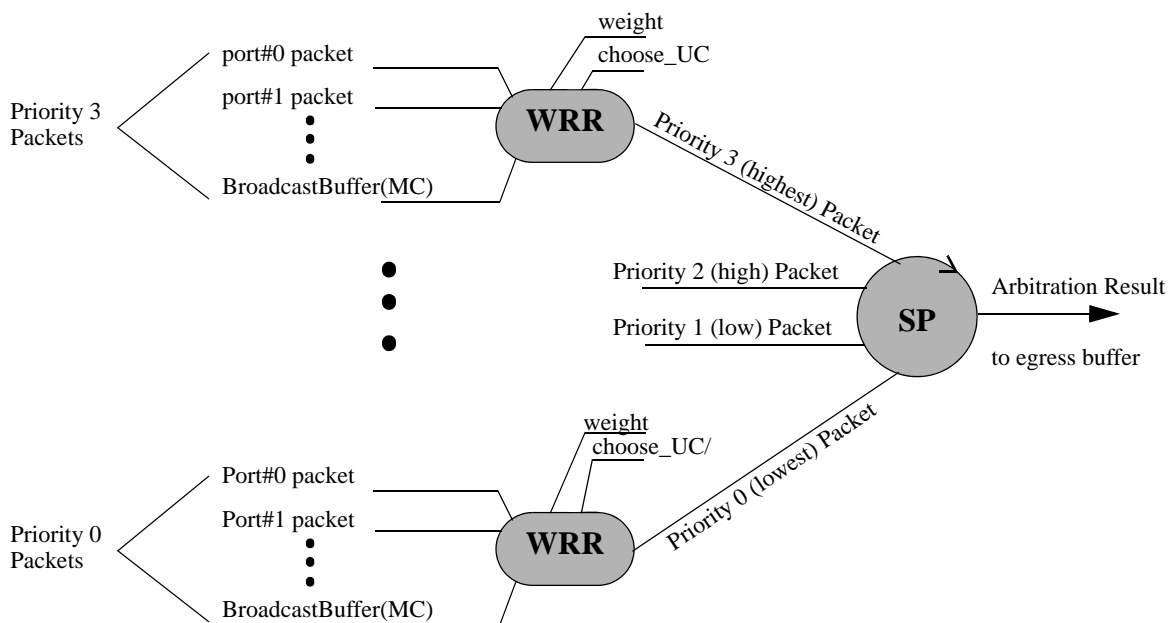 weight
port#0 packet
choose_UC
Priority 3
Packets
port#1 packet
WRR
BroadcastBuffer(MC)
Priority 3 (highest) Packet
Priority 2 (high) Packet
Arbitration Result
Priority 1 (low) Packet
SP
to egress buffer
weight
choose_UC/
Port#0 packet
Priority 0 (lowest) Packet
Port#1 packet
Priority 0
Packets
WRR
BroadcastBuffer(MC)